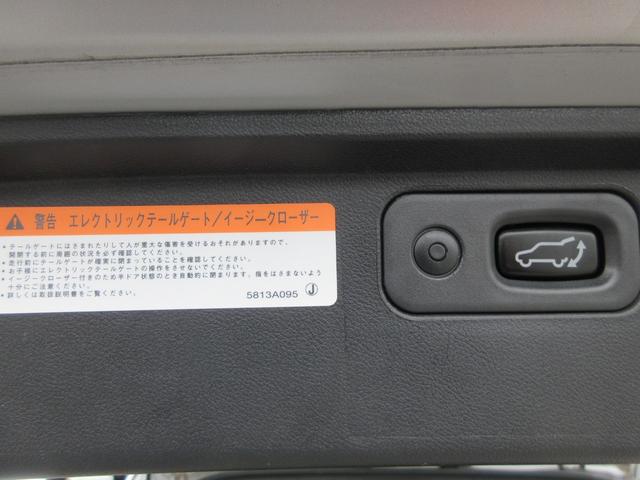 警告 エレクトリックテールゲート/イージークローザー
•テールゲートにはさまれたりして人が重大な傷害を受けるおそれがありますので、
開閉する前に周囲の状況を必ず確認してください。
•走行前にテールゲートが確実に閉まっていることを確認してください。
•お子様にエレクトリックテールゲートの操作をさせないでください。
•イージークローザー付きのため半ドア状態のとき自動的に閉まります。指をはさまないよう
十分にご注意ください。
•詳しくは取扱説明書をご覧ください。
5813A095 J